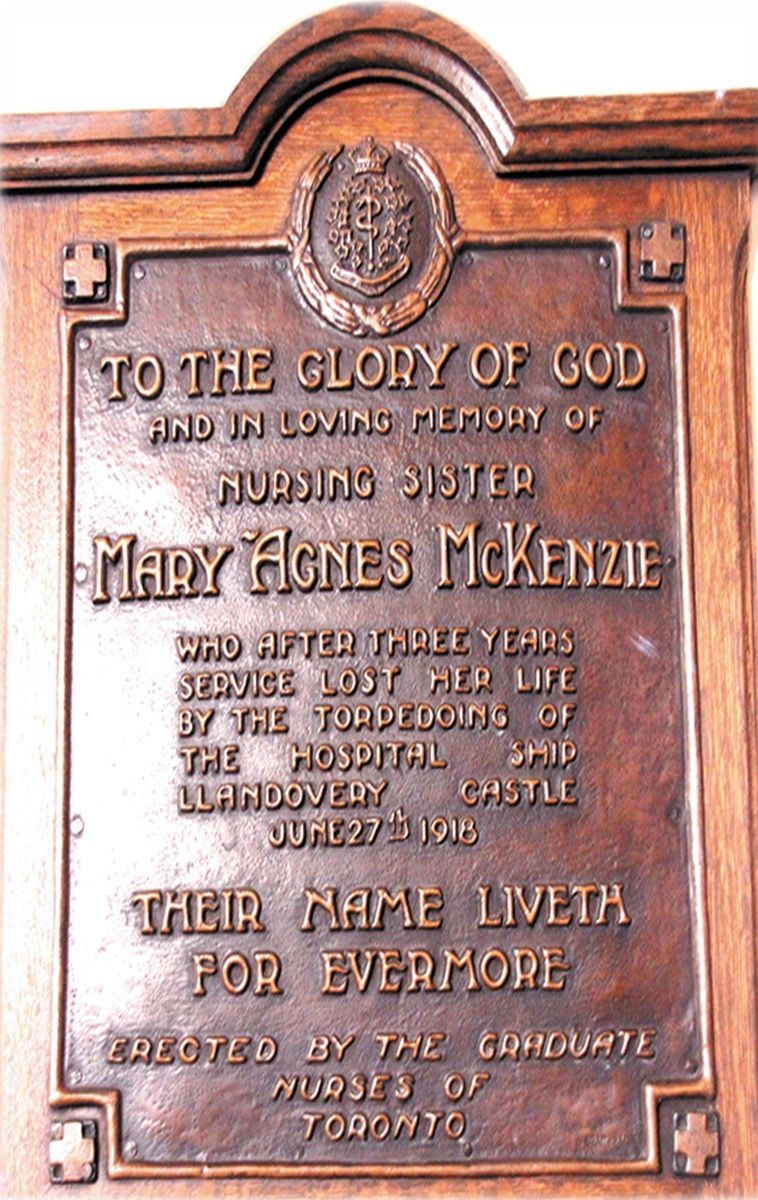 TO THE GLORY OF GOD
AND IN LOVING MEMORY OF
NURSING SISTER
MARY AGNES MCKENZIE
WHO AFTER THREE YEARS
SERVICE LOST HER LIFE
BY THE TORPEDOING OF
THE HOSPITAL SHIP
LLANDOVERY CASTLE
JUNE 27th 1918
THEIR NAME LIVETH
FOR EVERMORE
ERECTED BY THE GRADUATE
NURSES OF
TORONTO